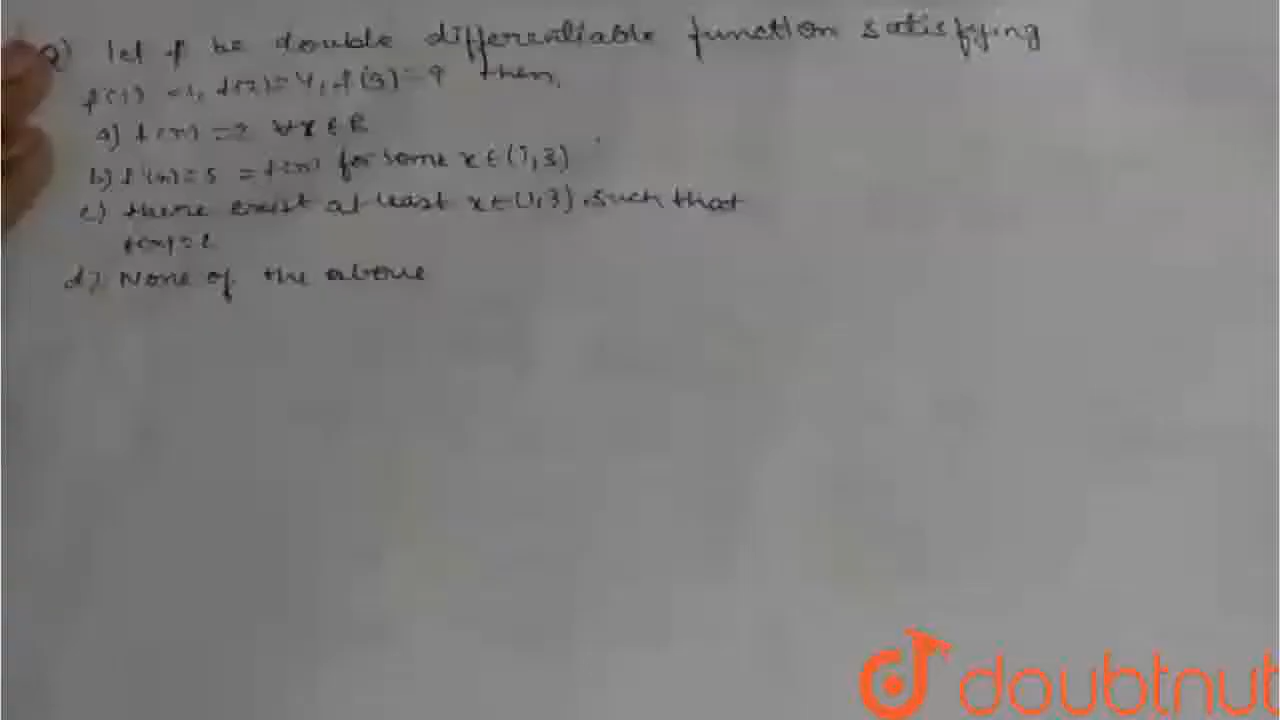 Q) let f be double differentiable function satisfying
f(1) =1, f(2)=4, f(3)=9 then,
a) f(x) =2 ∀x∈R
b) f'(x)=5 = f(x) for some x∈(1,3)
c) there exist at least x∈(1,3), such that
f(x)=2
d) None of the above
doubtnut